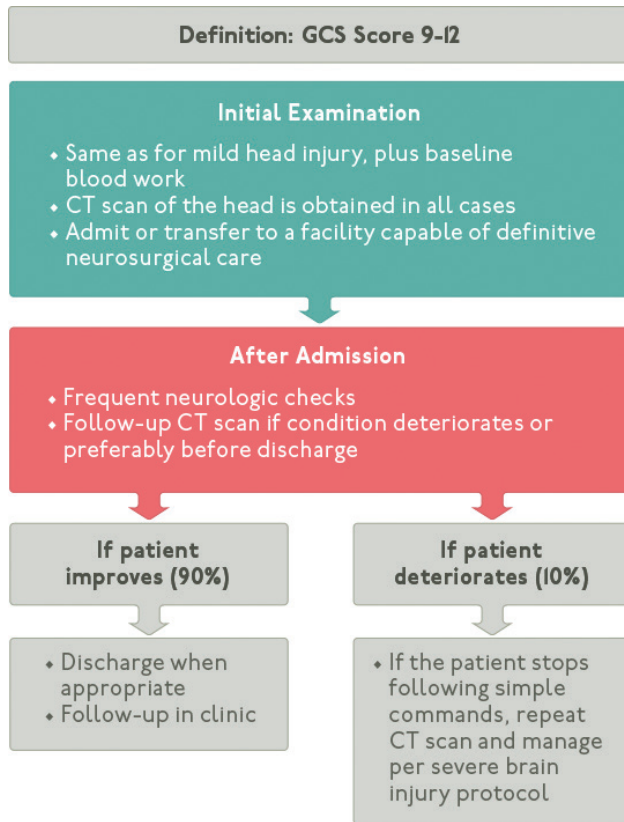 Definition: GCS Score 9-12
Initial Examination
◆ Same as for mild head injury, plus baseline
blood work
◆ CT scan of the head is obtained in all cases
◆ Admit or transfer to a facility capable of definitive
neurosurgical care
After Admission
◆ Frequent neurologic checks
◆ Follow-up CT scan if condition deteriorates or
preferably before discharge
If patient
improves (90%)
◆ Discharge when
appropriate
◆ Follow-up in clinic
If patient
deteriorates (10%)
◆ If the patient stops
following simple
commands, repeat
CT scan and manage
per severe brain
injury protocol